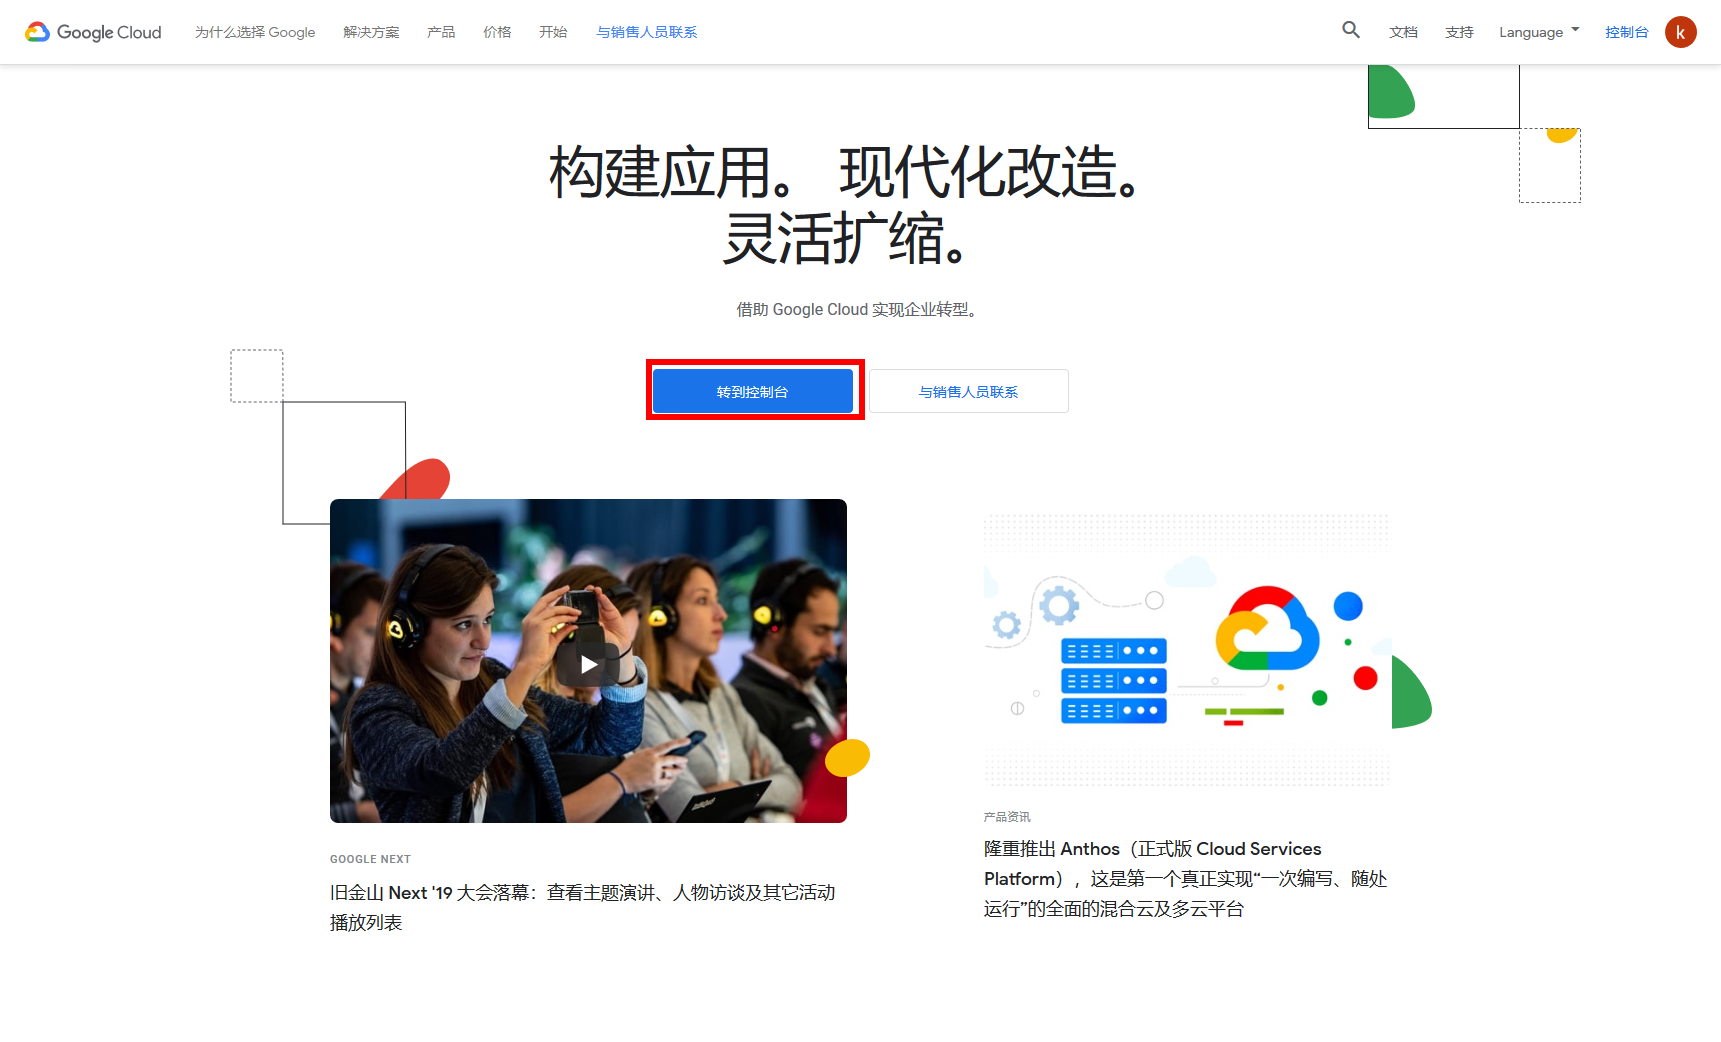 Google Cloud
为什么选择 Google
解决方案
产品
价格
开始
与销售人员联系
文档
支持
Language
控制台
k
构建应用。 现代化改造。
灵活扩缩。
借助 Google Cloud 实现企业转型。
转到控制台
与销售人员联系
GOOGLE NEXT
旧金山 Next '19 大会落幕：查看主题演讲、人物访谈及其它活动
播放列表
产品资讯
隆重推出 Anthos（正式版 Cloud Services
Platform），这是第一个真正实现“一次编写、随处
运行”的全面的混合云及多云平台